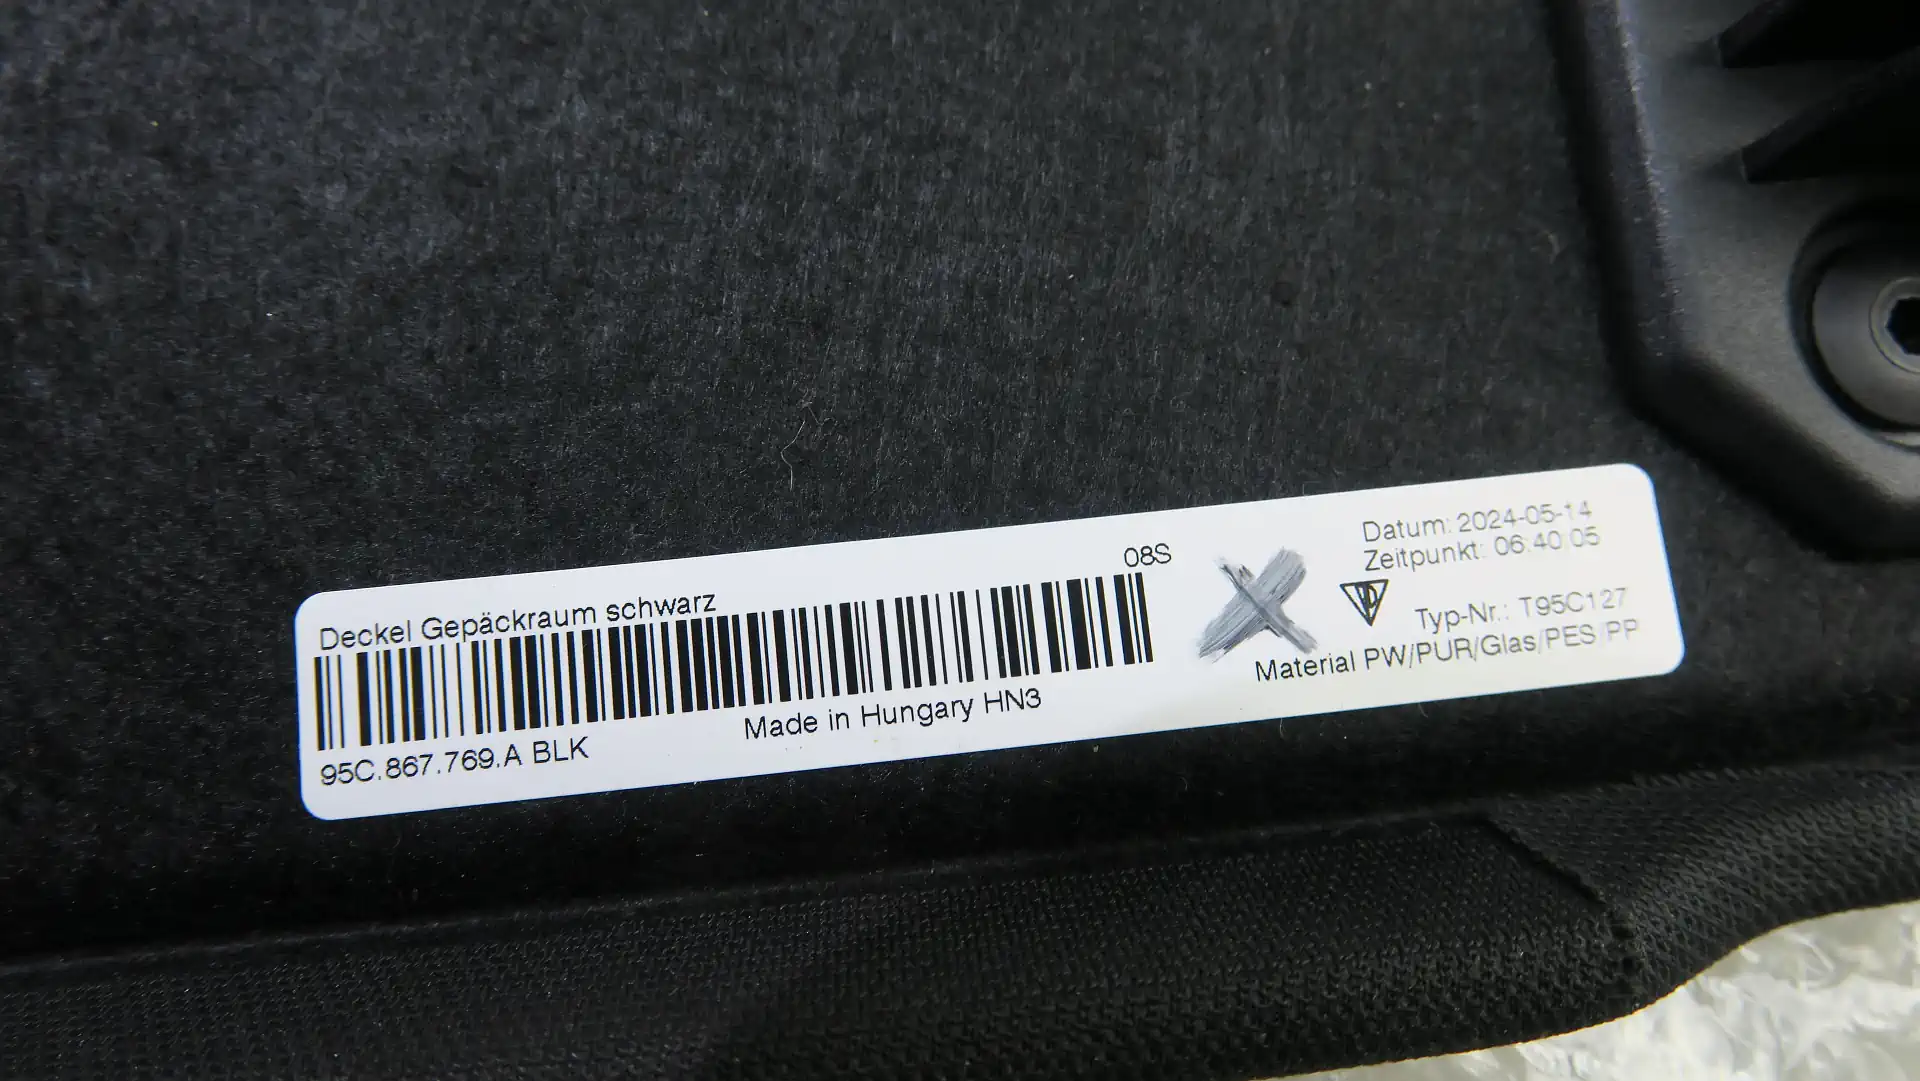 Deckel Gepäckraum schwarz
08S
95C.867.769.A BLK
Made in Hungary HN3
Datum: 2024-05-14
Zeitpunkt: 06:40:05
Typ-Nr.: T95C127
Material PW/PUR/Glas/PES/PP